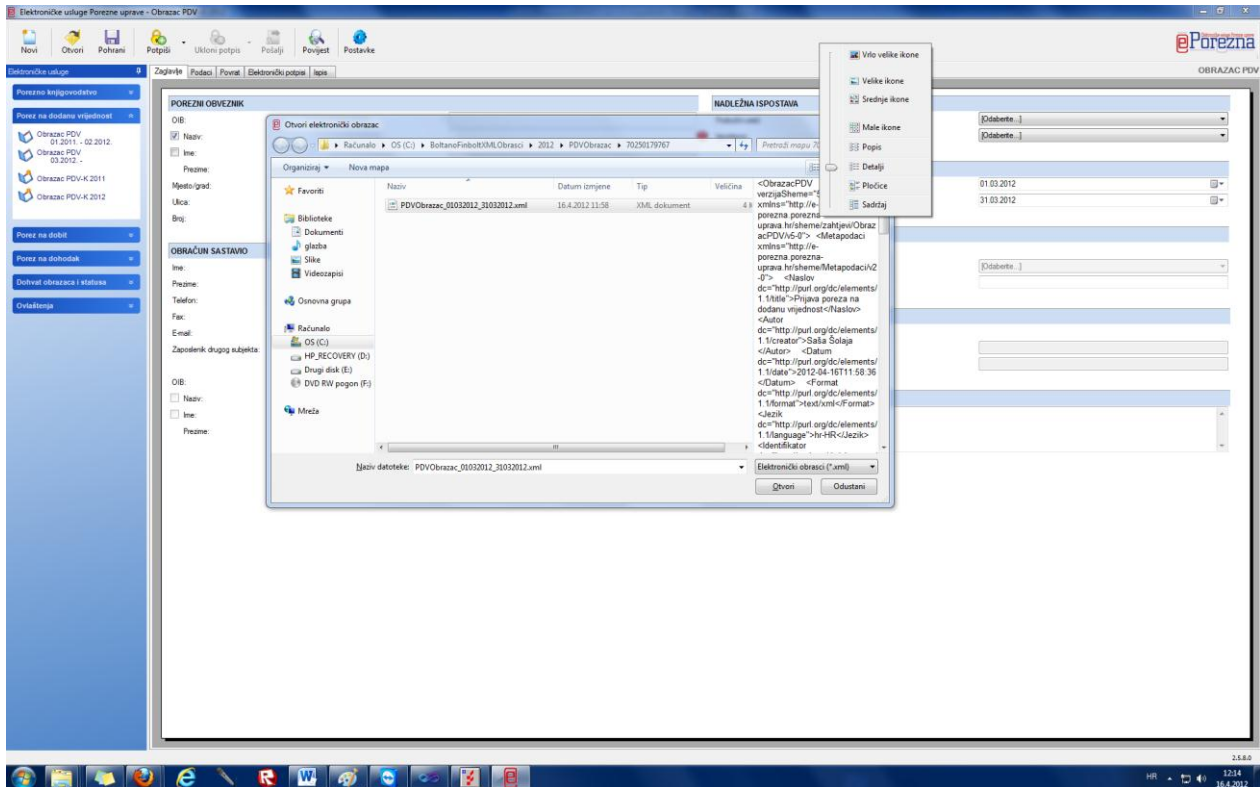 Elektroničke usluge Porezne uprave - Obrazac PDV
Novi
Otvori
Pohrani
Potpiši
Ukloni potpis
Pošalji
Povijest
Postavke
ePorezna
Elektroničke usluge
Zaglavlje
Podaci
Povrat
Elektronički potpisi
Ispis
OBRAZAC PDV
Porezno knjigovodstvo
Porez na dodanu vrijednost
Obrazac PDV
01.2011. - 02.2012.
Obrazac PDV
03.2012. -
Obrazac PDV-K 2011
Obrazac PDV-K 2012
Porez na dobit
Porez na dohodak
Dohvat obrazaca i statusa
Ovlaštenja
POREZNI OBVEZNIK
OIB:
Naziv:
Ime:
Prezime:
Mjesto/grad:
Ulica:
Broj:
OBRAČUN SASTAVIO
Ime:
Prezime:
Telefon:
Fax:
E-mail:
Zaposlenik drugog subjekta:
OIB:
Naziv:
Ime:
Prezime:
NADLEŽNA ISPOSTAVA
[Odaberite...]
[Odaberite...]
01.03.2012
31.03.2012
[Odaberite...]
Otvori elektronički obrazac
Računalo
OS (C:)
BoltanoFinboltXMLObrasci
2012
PDVObrazac
70250179767
Pretraži mapu 70
Organiziraj
Nova mapa
Favoriti
Biblioteke
Dokumenti
glazba
Slike
Videozapisi
Osnovna grupa
Računalo
OS (C:)
HP_RECOVERY (D:)
Drugi disk (E:)
DVD RW pogon (F:)
Mreža
Naziv
Datum izmjene
Tip
Veličina
PDVObrazac_01032012_31032012.xml
16.4.2012 11:58
XML dokument
4
<ObrazacPDV
verzijaSheme="5
xmlns="http://e-
porezna.porezna-
uprava.hr/sheme/zahtjevi/Obraz
acPDV/v5-0"> <Metapodaci
xmlns="http://e-
porezna.porezna-
uprava.hr/sheme/Metapodaci/v2
-0"> <Naslov
dc="http://purl.org/dc/elements/
1.1/title">Prijava poreza na
dodanu vrijednost</Naslov>
<Autor
dc="http://purl.org/dc/elements/
1.1/creator">Saša Šolaja
</Autor> <Datum
dc="http://purl.org/dc/elements/
1.1/date">2012-04-16T11:58:36
</Datum> <Format
dc="http://purl.org/dc/elements/
1.1/format">text/xml</Format>
<Jezik
dc="http://purl.org/dc/elements/
1.1/language">hr-HR</Jezik>
<Identifikator
Vrlo velike ikone
Velike ikone
Srednje ikone
Male ikone
Popis
Detalji
Pločice
Sadržaj
Naziv datoteke:
PDVObrazac_01032012_31032012.xml
Elektronički obrasci (*.xml)
Otvori
Odustani
2.5.8.0
HR
12:14
16.4.2012